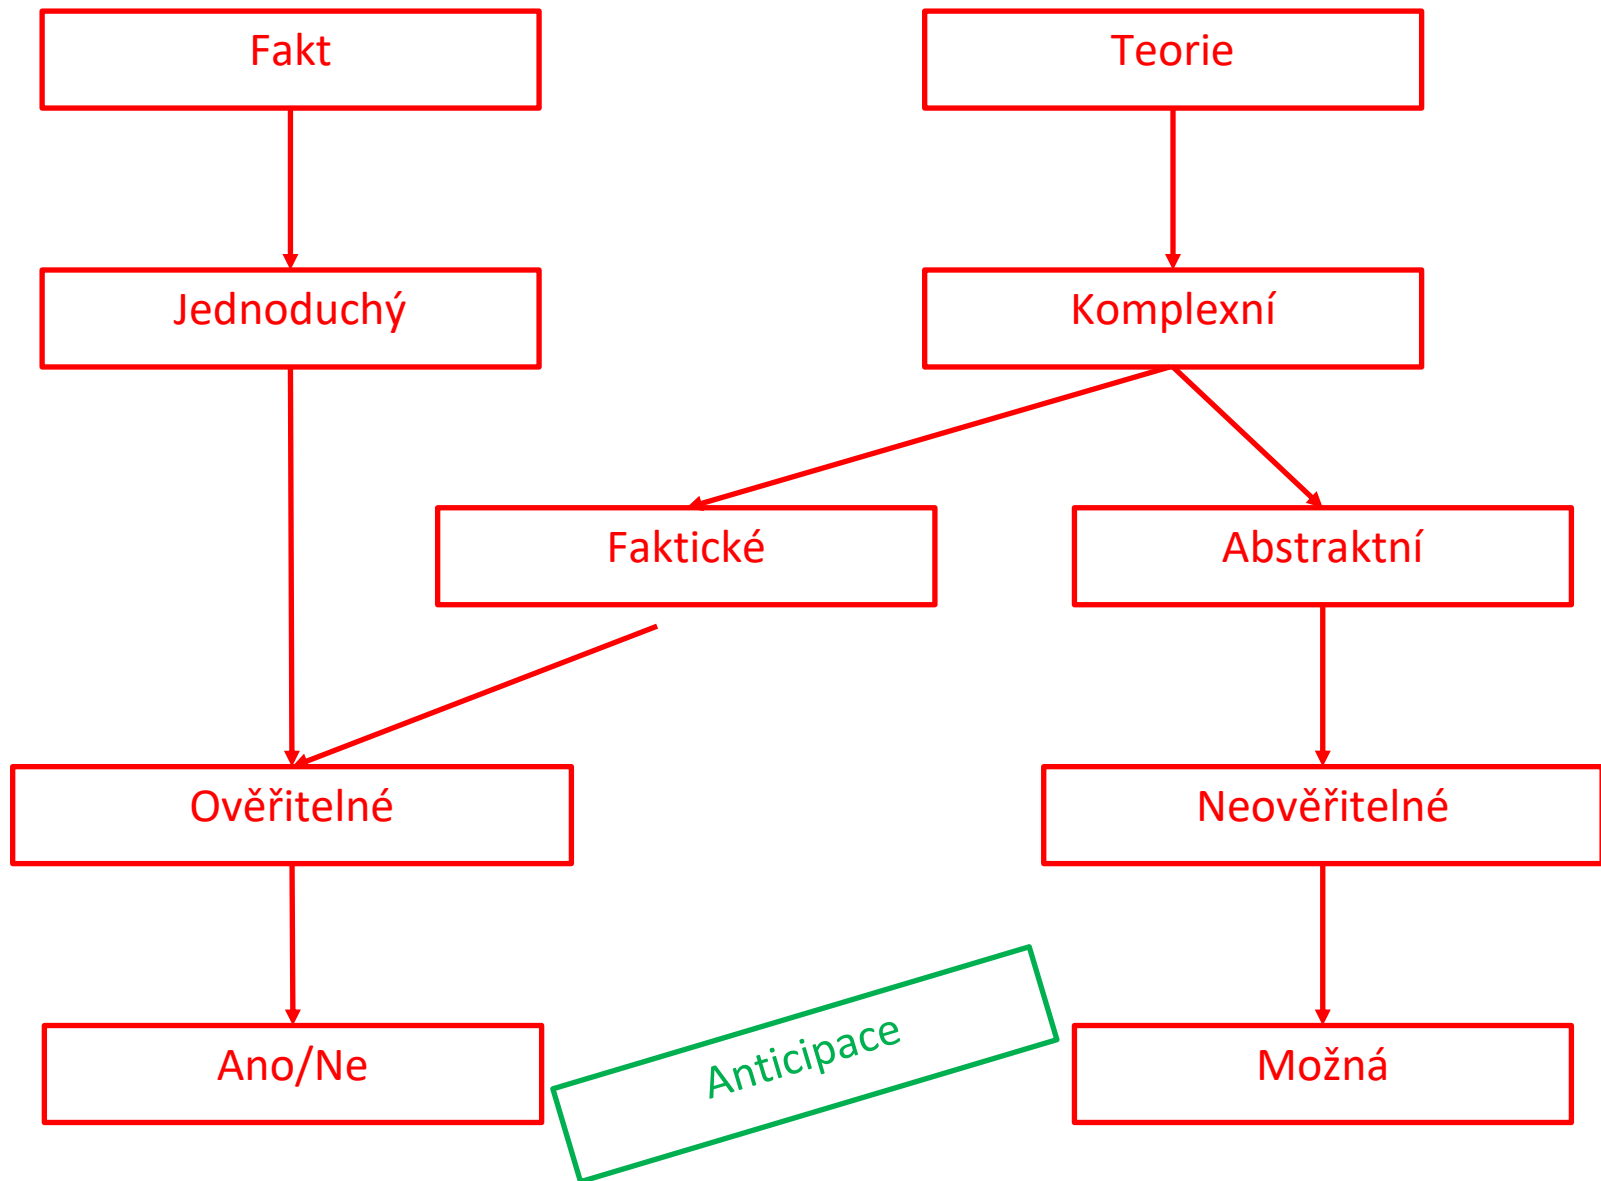 Fakt
Teorie
Jednoduchý
Komplexní
Faktické
Abstraktní
Ověřitelné
Neověřitelné
Anticipace
Ano/Ne
Možná